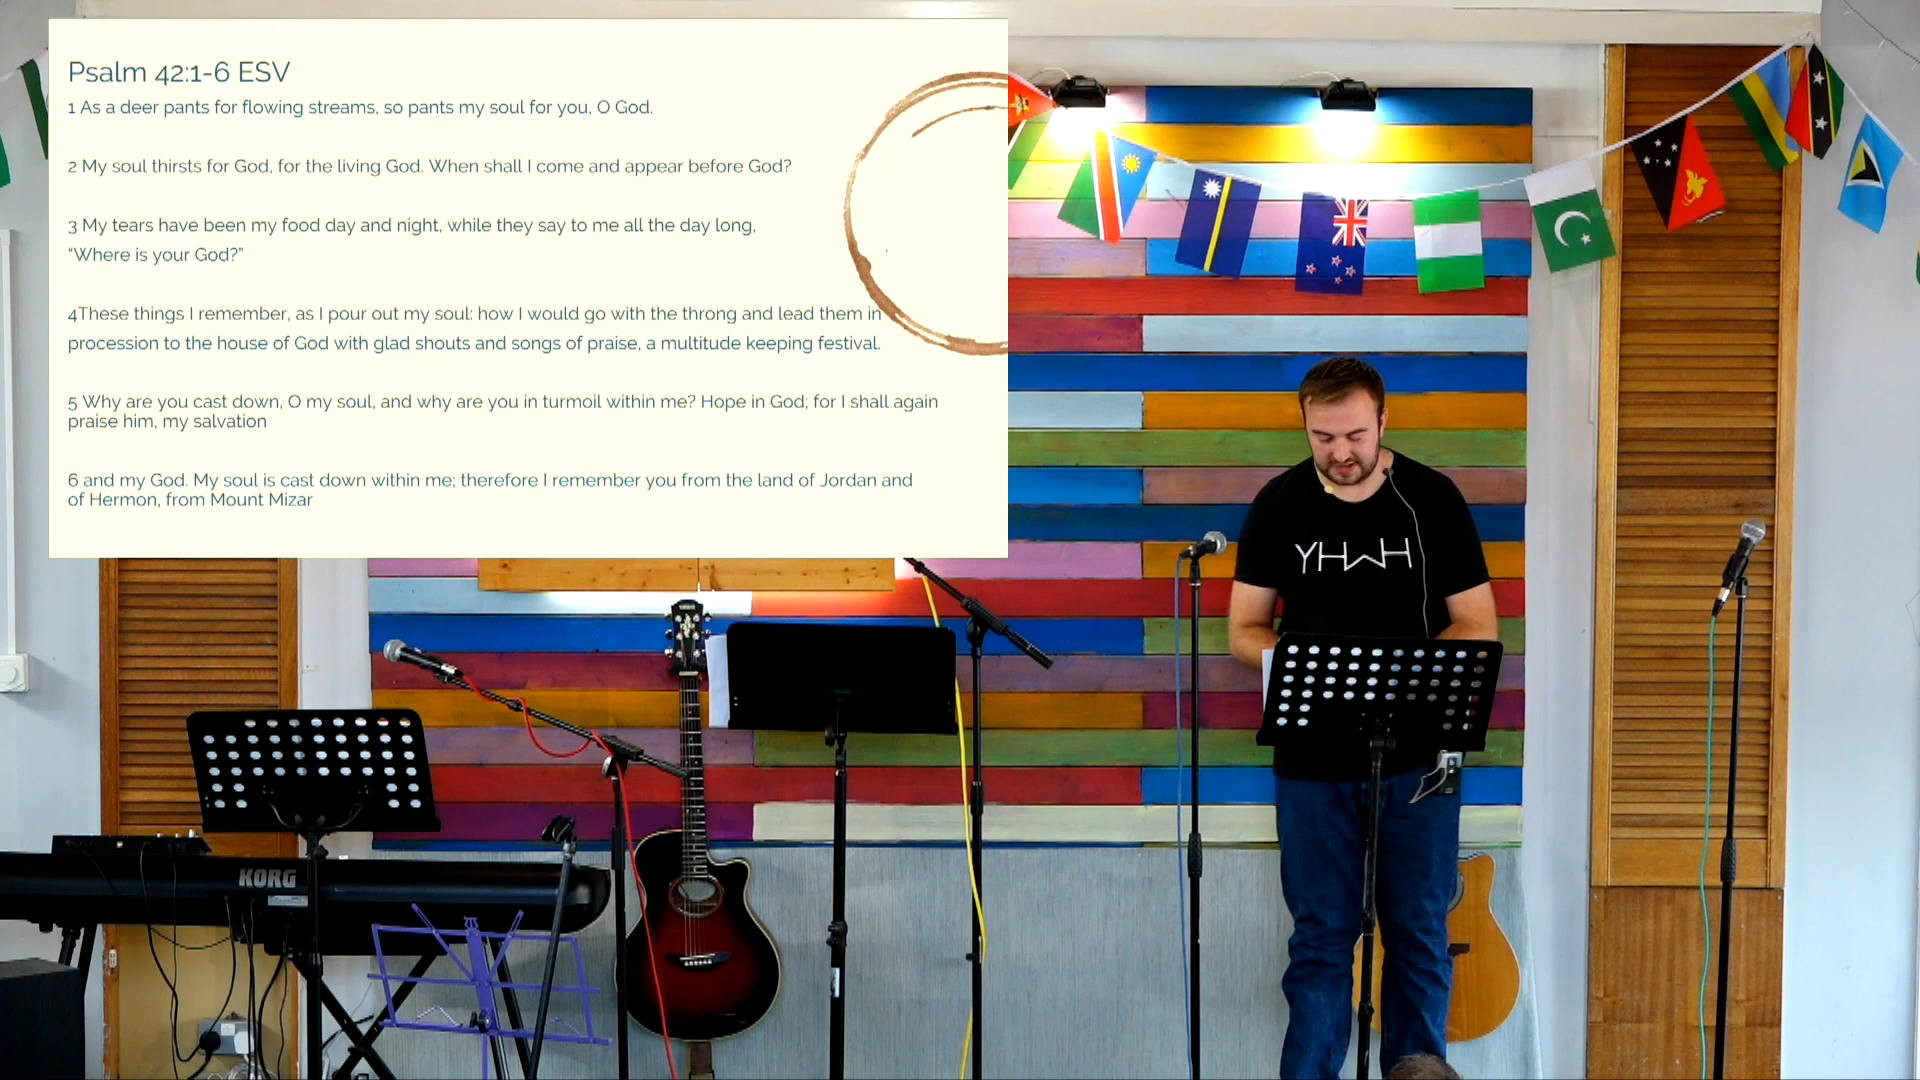 Psalm 42:1-6 ESV
1 As a deer pants for flowing streams, so pants my soul for you, O God.
2 My soul thirsts for God, for the living God. When shall I come and appear before God?
3 My tears have been my food day and night, while they say to me all the day long,
“Where is your God?”
4These things I remember, as I pour out my soul: how I would go with the throng and lead them in
procession to the house of God with glad shouts and songs of praise, a multitude keeping festival.
5 Why are you cast down, O my soul, and why are you in turmoil within me? Hope in God; for I shall again
praise him, my salvation
6 and my God. My soul is cast down within me; therefore I remember you from the land of Jordan and
of Hermon, from Mount Mizar
YHWH
KORG